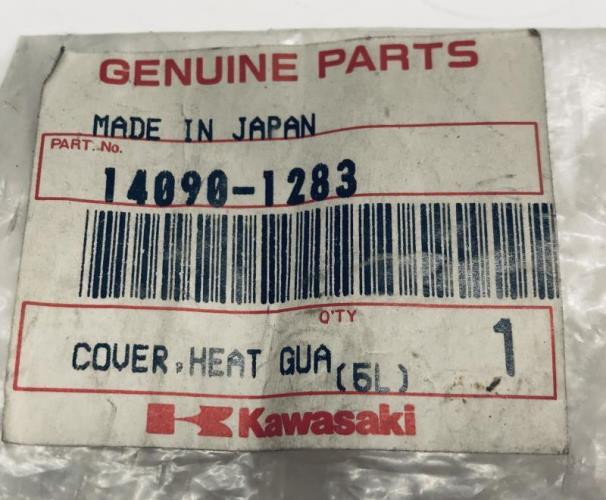 GENUINE PARTS
MADE IN JAPAN
PART. No.
14090-1283
Q'TY
COVER,HEAT GUA(5L) 1
Kawasaki